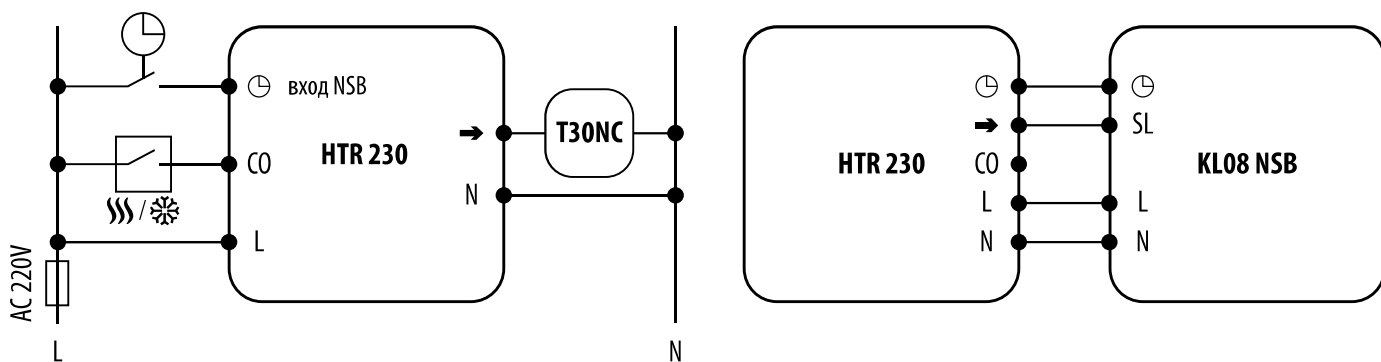 вход NSB
HTR 230
CO
L
N
T30NC
/
AC 220V
L
N
HTR 230
CO
L
N
SL
KL08 NSB
L
N